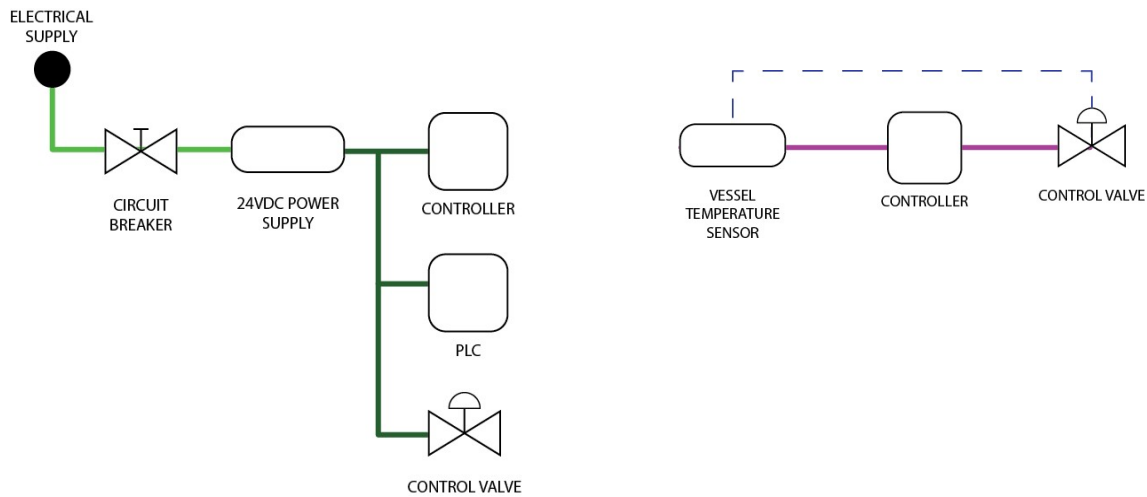 ELECTRICAL
SUPPLY
CIRCUIT
BREAKER
24VDC POWER
SUPPLY
CONTROLLER
PLC
CONTROL VALVE
VESSEL
TEMPERATURE
SENSOR
CONTROLLER
CONTROL VALVE